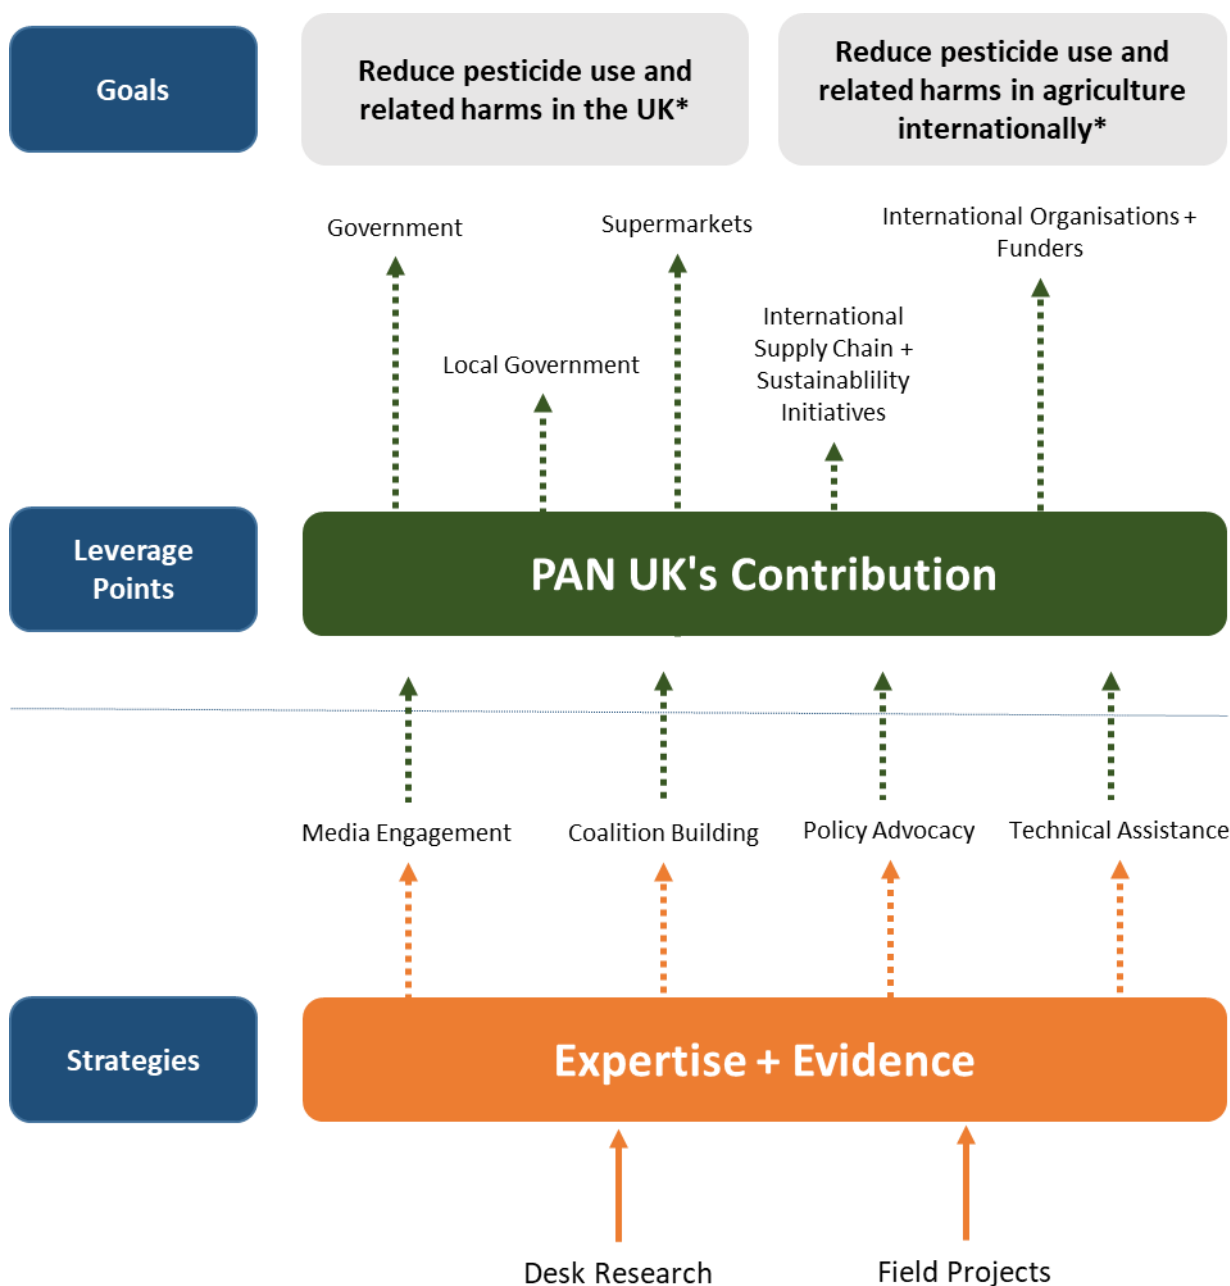 Goals
Reduce pesticide use and
related harms in the UK*
Reduce pesticide use and
related harms in agriculture
internationally*
Government
Supermarkets
International Organisations +
Funders
Local Government
International
Supply Chain +
Sustainablility
Initiatives
Leverage
Points
PAN UK's Contribution
Media Engagement
Coalition Building
Policy Advocacy
Technical Assistance
Strategies
Expertise + Evidence
Desk Research
Field Projects